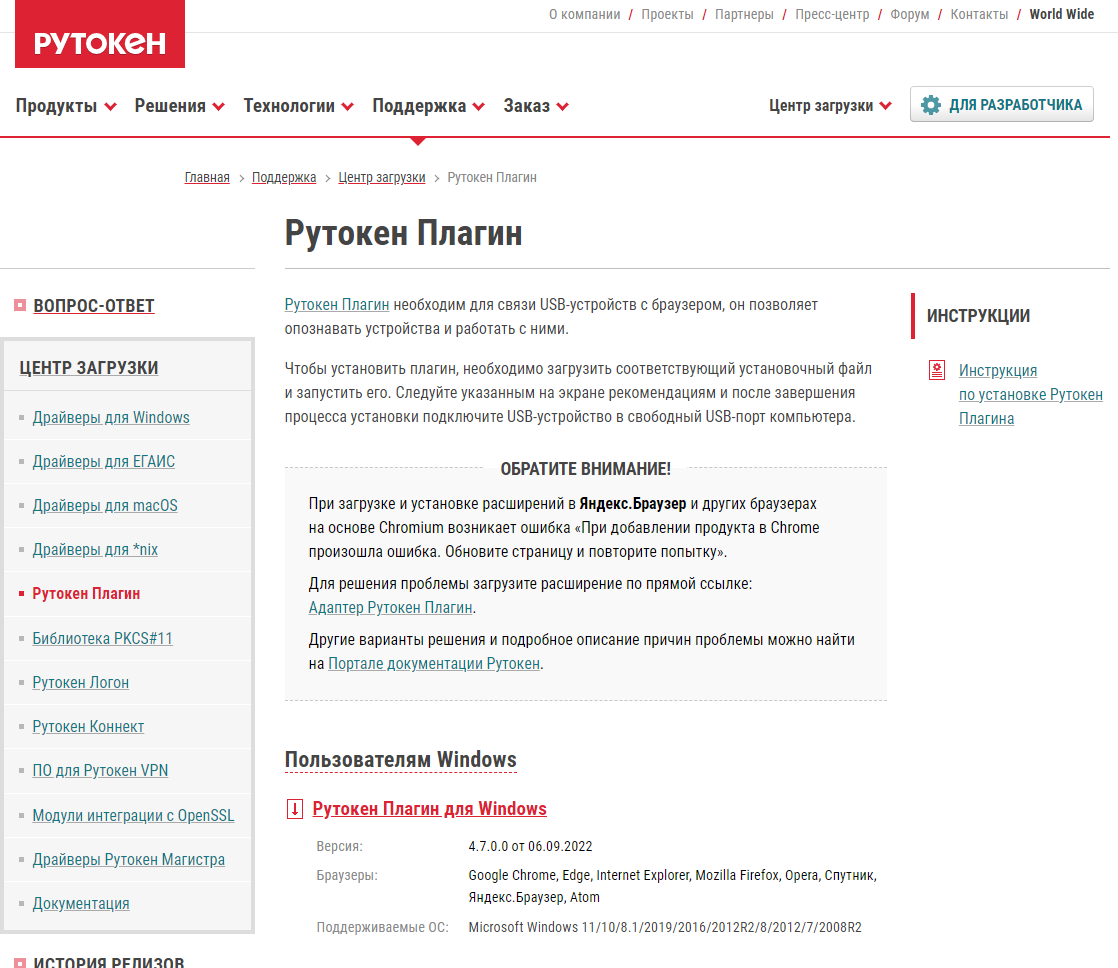 О компании / Проекты / Партнеры / Пресс-центр / Форум / Контакты / World Wide
РУТОКЕН
Продукты Решения Технологии Поддержка Заказ Центр загрузки ДЛЯ РАЗРАБОТЧИКА
Главная > Поддержка > Центр загрузки > Рутокен Плагин
Рутокен Плагин
ВОПРОС-ОТВЕТ
ЦЕНТР ЗАГРУЗКИ
Драйверы для Windows
Драйверы для ЕГАИС
Драйверы для macOS
Драйверы для *nix
Рутокен Плагин
Библиотека PKCS#11
Рутокен Логон
Рутокен Коннект
ПО для Рутокен VPN
Модули интеграции с OpenSSL
Драйверы Рутокен Магистра
Документация
ИСТОРИЯ РЕЛИЗОВ
Рутокен Плагин необходим для связи USB-устройств с браузером, он позволяет
опознавать устройства и работать с ними.
Чтобы установить плагин, необходимо загрузить соответствующий установочный файл
и запустить его. Следуйте указанным на экране рекомендациям и после завершения
процесса установки подключите USB-устройство в свободный USB-порт компьютера.
ОБРАТИТЕ ВНИМАНИЕ!
При загрузке и установке расширений в Яндекс.Браузер и других браузерах
на основе Chromium возникает ошибка «При добавлении продукта в Chrome
произошла ошибка. Обновите страницу и повторите попытку».
Для решения проблемы загрузите расширение по прямой ссылке:
Адаптер Рутокен Плагин.
Другие варианты решения и подробное описание причин проблемы можно найти
на Портале документации Рутокен.
Пользователям Windows
Рутокен Плагин для Windows
Версия: 4.7.0.0 от 06.09.2022
Браузеры: Google Chrome, Edge, Internet Explorer, Mozilla Firefox, Opera, Спутник,
Яндекс.Браузер, Atom
Поддерживаемые ОС: Microsoft Windows 11/10/8.1/2019/2016/2012R2/8/2012/7/2008R2
ИНСТРУКЦИИ
Инструкция
по установке Рутокен
Плагина